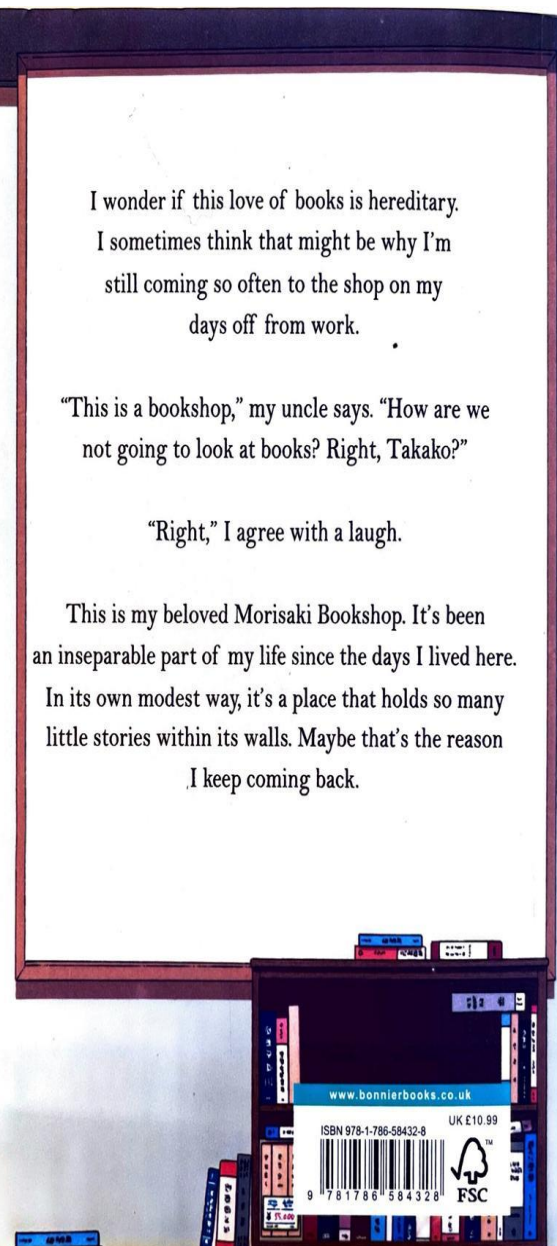 I wonder if this love of books is hereditary.
I sometimes think that might be why I’m
still coming so often to the shop on my
days off from work.
“This is a bookshop,” my uncle says. “How are we
not going to look at books? Right, Takako?”
“Right,” I agree with a laugh.
This is my beloved Morisaki Bookshop. It’s been
an inseparable part of my life since the days I lived here.
In its own modest way, it’s a place that holds so many
little stories within its walls. Maybe that’s the reason
I keep coming back.
www.bonnierbooks.co.uk
UK £10.99
ISBN 978-1-786-58432-8
TM
FSC
9 781786 584328